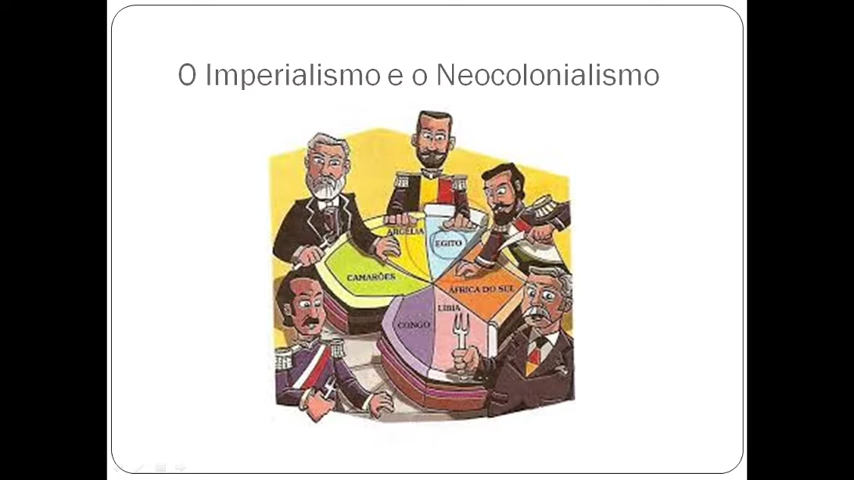 O Imperialismo e o Neocolonialismo
ARGÉLIA
EGITO
CAMARÕES
ÁFRICA DO SUL
LÍBIA
CONGO